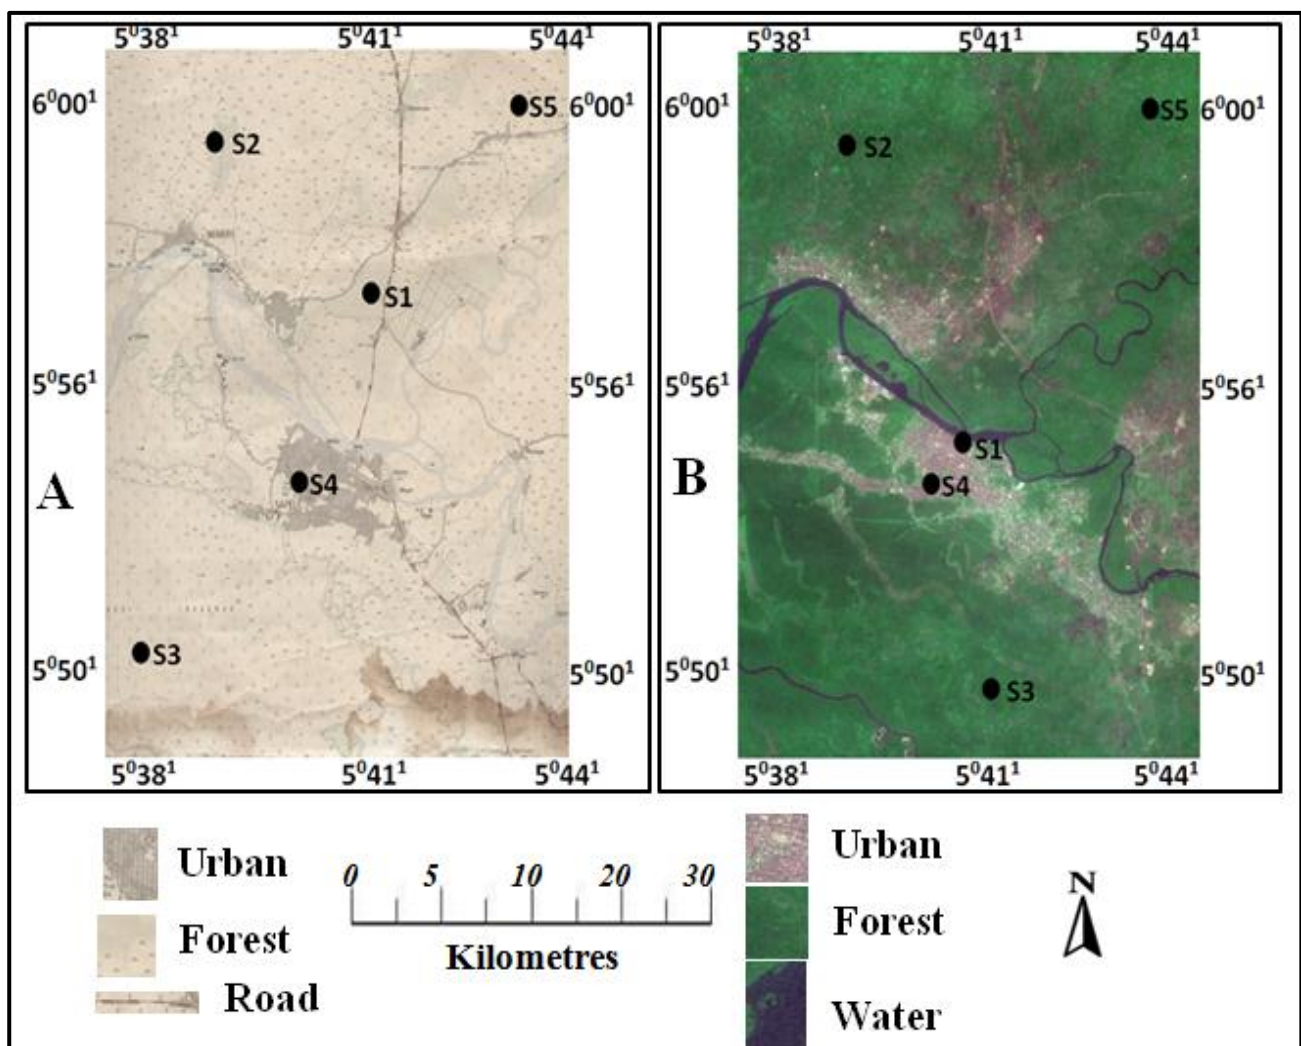 5⁰38¹ 5⁰41¹ 5⁰44¹
6⁰00¹ 6⁰00¹
S5
S2
S1
5⁰56¹ 5⁰56¹
A
S4
S3
5⁰50¹ 5⁰50¹
5⁰38¹ 5⁰41¹ 5⁰44¹
5⁰38¹ 5⁰41¹ 5⁰44¹
6⁰00¹ 6⁰00¹
S5
S2
5⁰56¹ 5⁰56¹
S1
B
S4
5⁰50¹ 5⁰50¹
S3
5⁰38¹ 5⁰41¹ 5⁰44¹
Urban
Forest
Road
0 5 10 20 30
Kilometres
Urban
Forest
Water
N